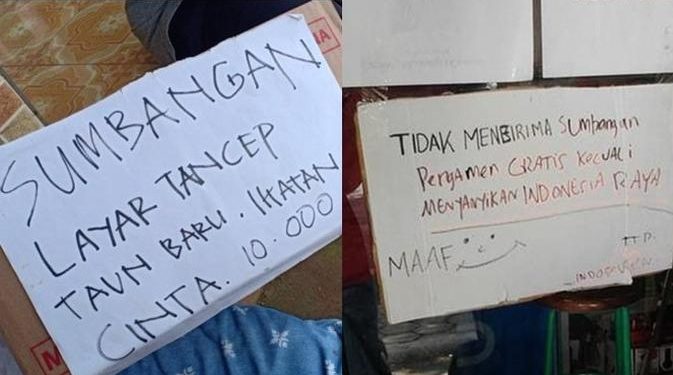 SUMBANGAN
LAYAR TANCEP
TAUN BARU. IKATAN
CINTA. 10.000
TIDAK MENERIMA Sumbangan
Pengamen GRATIS KECUALI
MENYANYIKAN INDONESIA RAYA
MAAF
TTD.